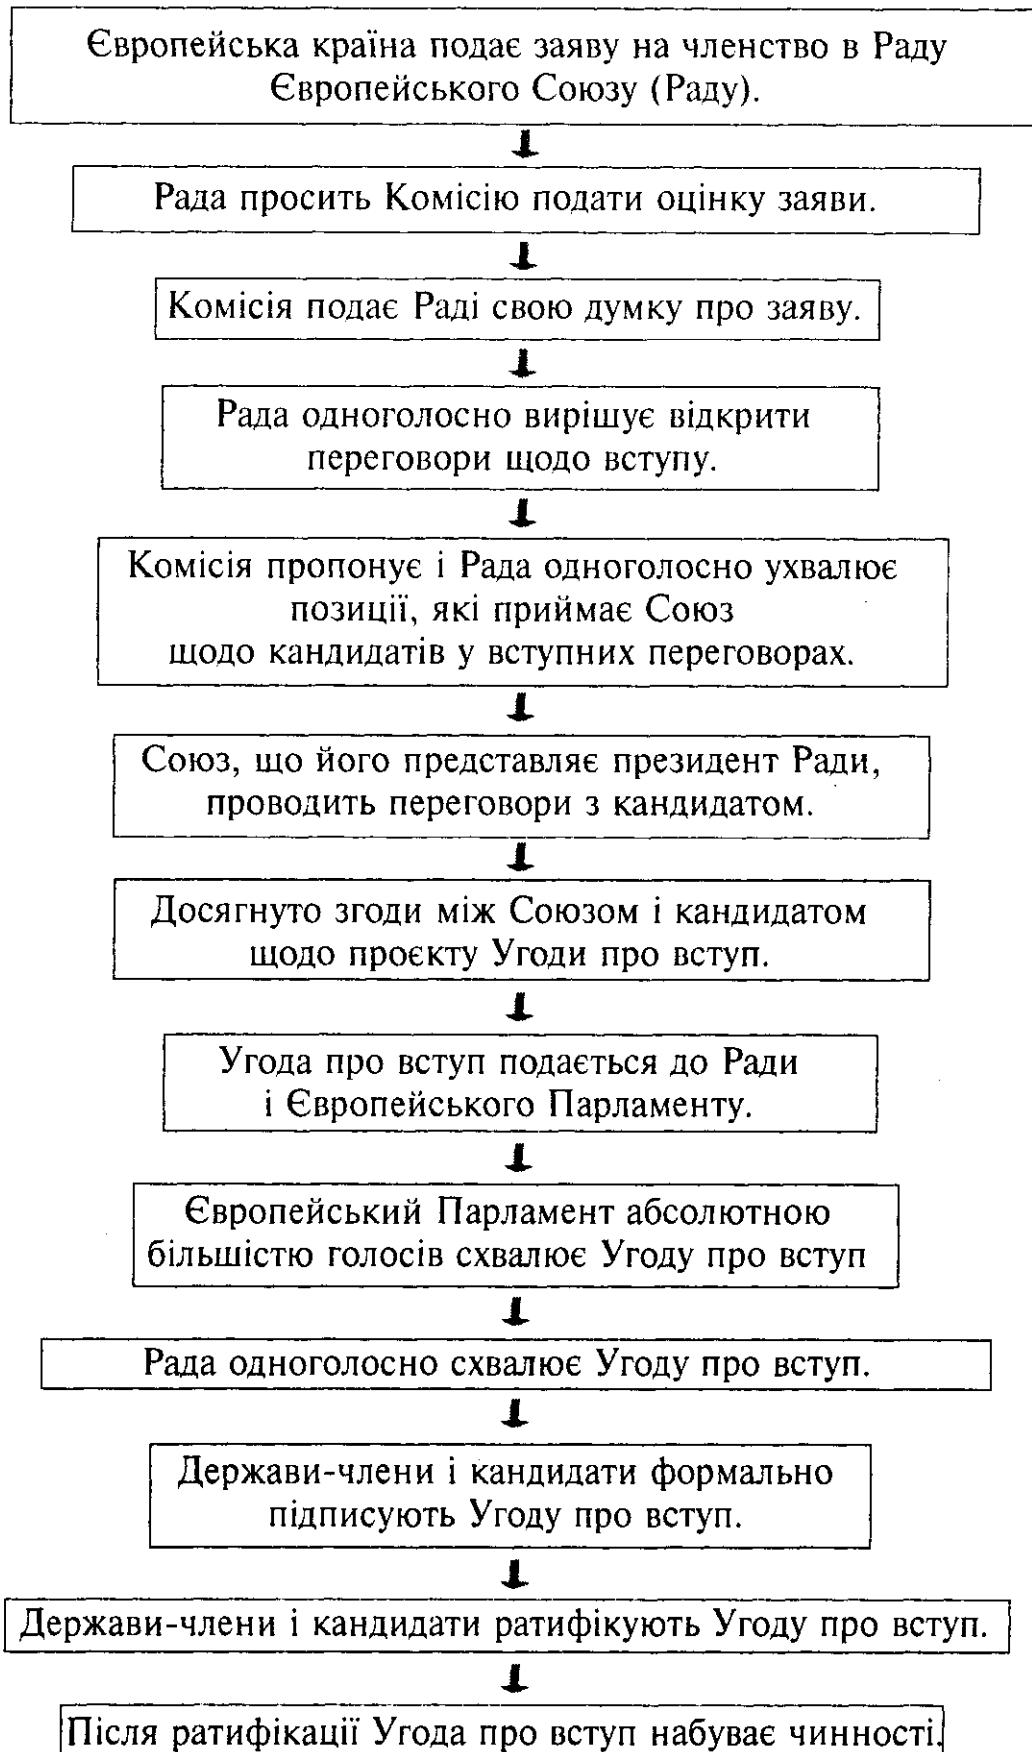 Європейська країна подає заяву на членство в Раду
Європейського Союзу (Раду).
Рада просить Комісію подати оцінку заяви.
Комісія подає Раді свою думку про заяву.
Рада одноголосно вирішує відкрити
переговори щодо вступу.
Комісія пропонує і Рада одноголосно ухвалює
позиції, які приймає Союз
щодо кандидатів у вступних переговорах.
Союз, що його представляє президент Ради,
проводить переговори з кандидатом.
Досягнуто згоди між Союзом і кандидатом
щодо проєкту Угоди про вступ.
Угода про вступ подається до Ради
і Європейського Парламенту.
Європейський Парламент абсолютною
більшістю голосів схвалює Угоду про вступ
Рада одноголосно схвалює Угоду про вступ.
Держави-члени і кандидати формально
підписують Угоду про вступ.
Держави-члени і кандидати ратифікують Угоду про вступ.
Після ратифікації Угода про вступ набуває чинності.